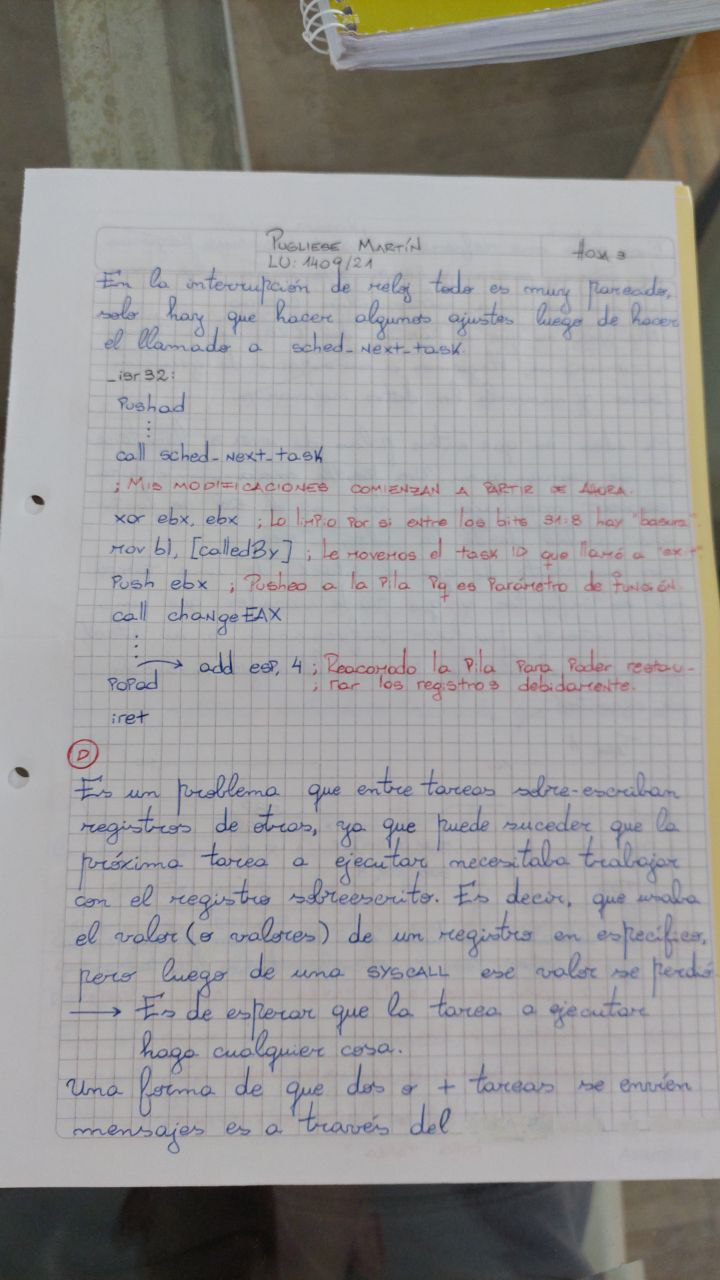 PUGLIESE MARTÍN
LU: 1409/21
Hoja 3
En la interrupción de reloj todo es muy pareado,
solo hay que hacer algunos ajustes luego de hacer
el llamado a sched_next_task.
_isr32:
Pushad
⋮
call sched_next_task
; MIS MODIFICACIONES COMIENZAN A PARTIR DE AHORA.
xor ebx, ebx ; Lo limpio por si entre los bits 31:8 hay "basura".
mov bl, [calledBy] ; Le movemos el task ID que llamó a "exit"
Push ebx ; Pusheo a la pila pq es parámetro de función.
call changeEAX
⋮
→ add esp, 4 ; Reacomodo la pila para poder restau-
popad ; rar los registros debidamente.
iret
D
Es un problema que entre tareas sobre-escriban
registros de otras, ya que puede suceder que la
próxima tarea a ejecutar necesitaba trabajar
con el registro sobreescrito. Es decir, que usaba
el valor (o valores) de un registro en específico,
pero luego de una SYSCALL ese valor se perdió
→ Es de esperar que la tarea a ejecutar
haga cualquier cosa.
Una forma de que dos o + tareas se envíen
mensajes es a través del